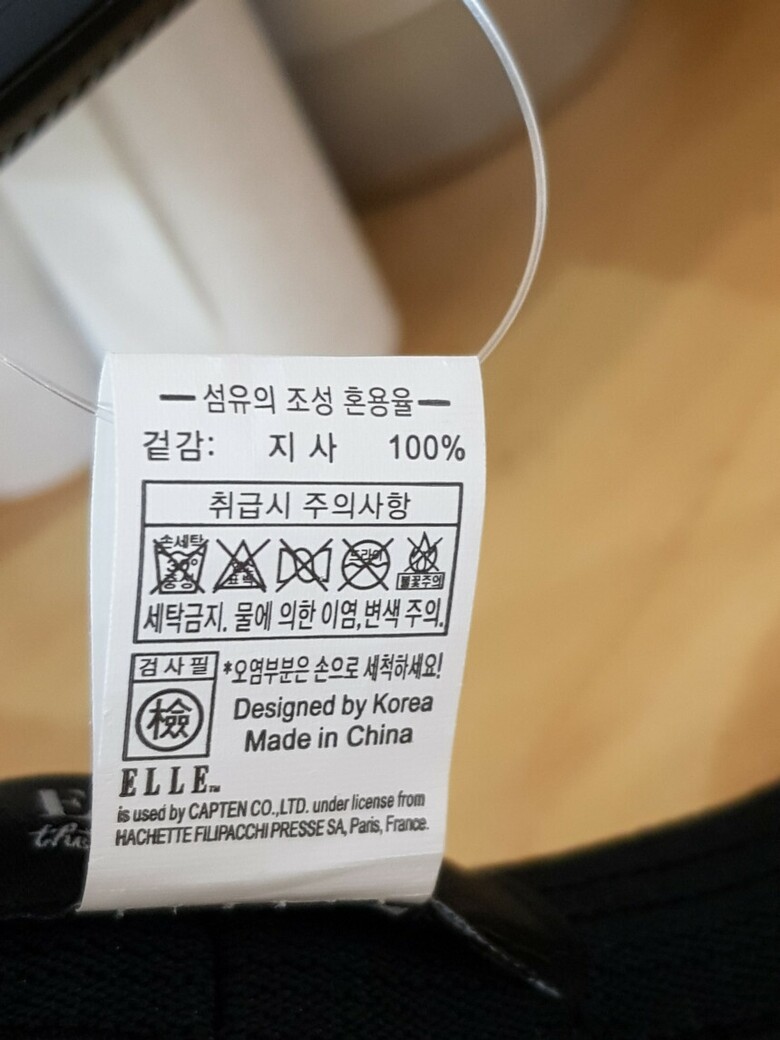 섬유의 조성 혼용율
겉감: 지사 100%
취급시 주의사항
손세탁 30° 중성 표백 드라이 불꽃주의
세탁금지. 물에 의한 이염,변색 주의.
검사필
檢
*오염부분은 손으로 세척하세요!
Designed by Korea
Made in China
ELLE™
is used by CAPTEN CO.,LTD. under license from
HACHETTE FILIPACCHI PRESSE SA, Paris, France.